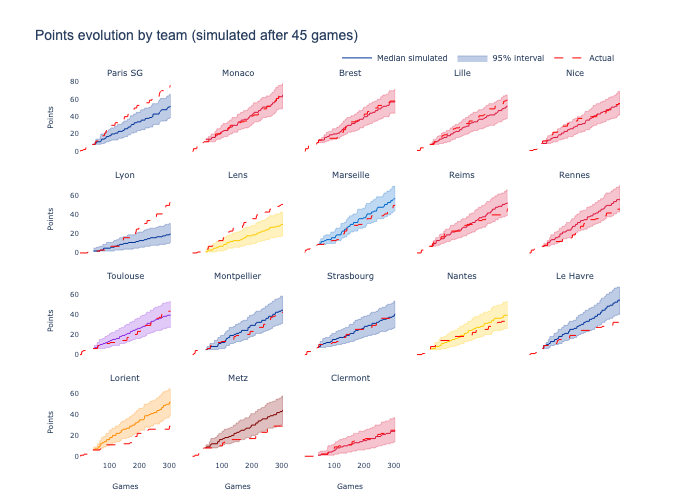 Points evolution by team (simulated after 45 games)
Median simulated 95% interval Actual
Paris SG Monaco Brest Lille Nice
80
60
40
20
0
Points
Lyon Lens Marseille Reims Rennes
60
40
20
0
Points
Toulouse Montpellier Strasbourg Nantes Le Havre
60
40
20
0
Points
Lorient Metz Clermont
60
40
20
0
Points
100 200 300 100 200 300 100 200 300
Games Games Games